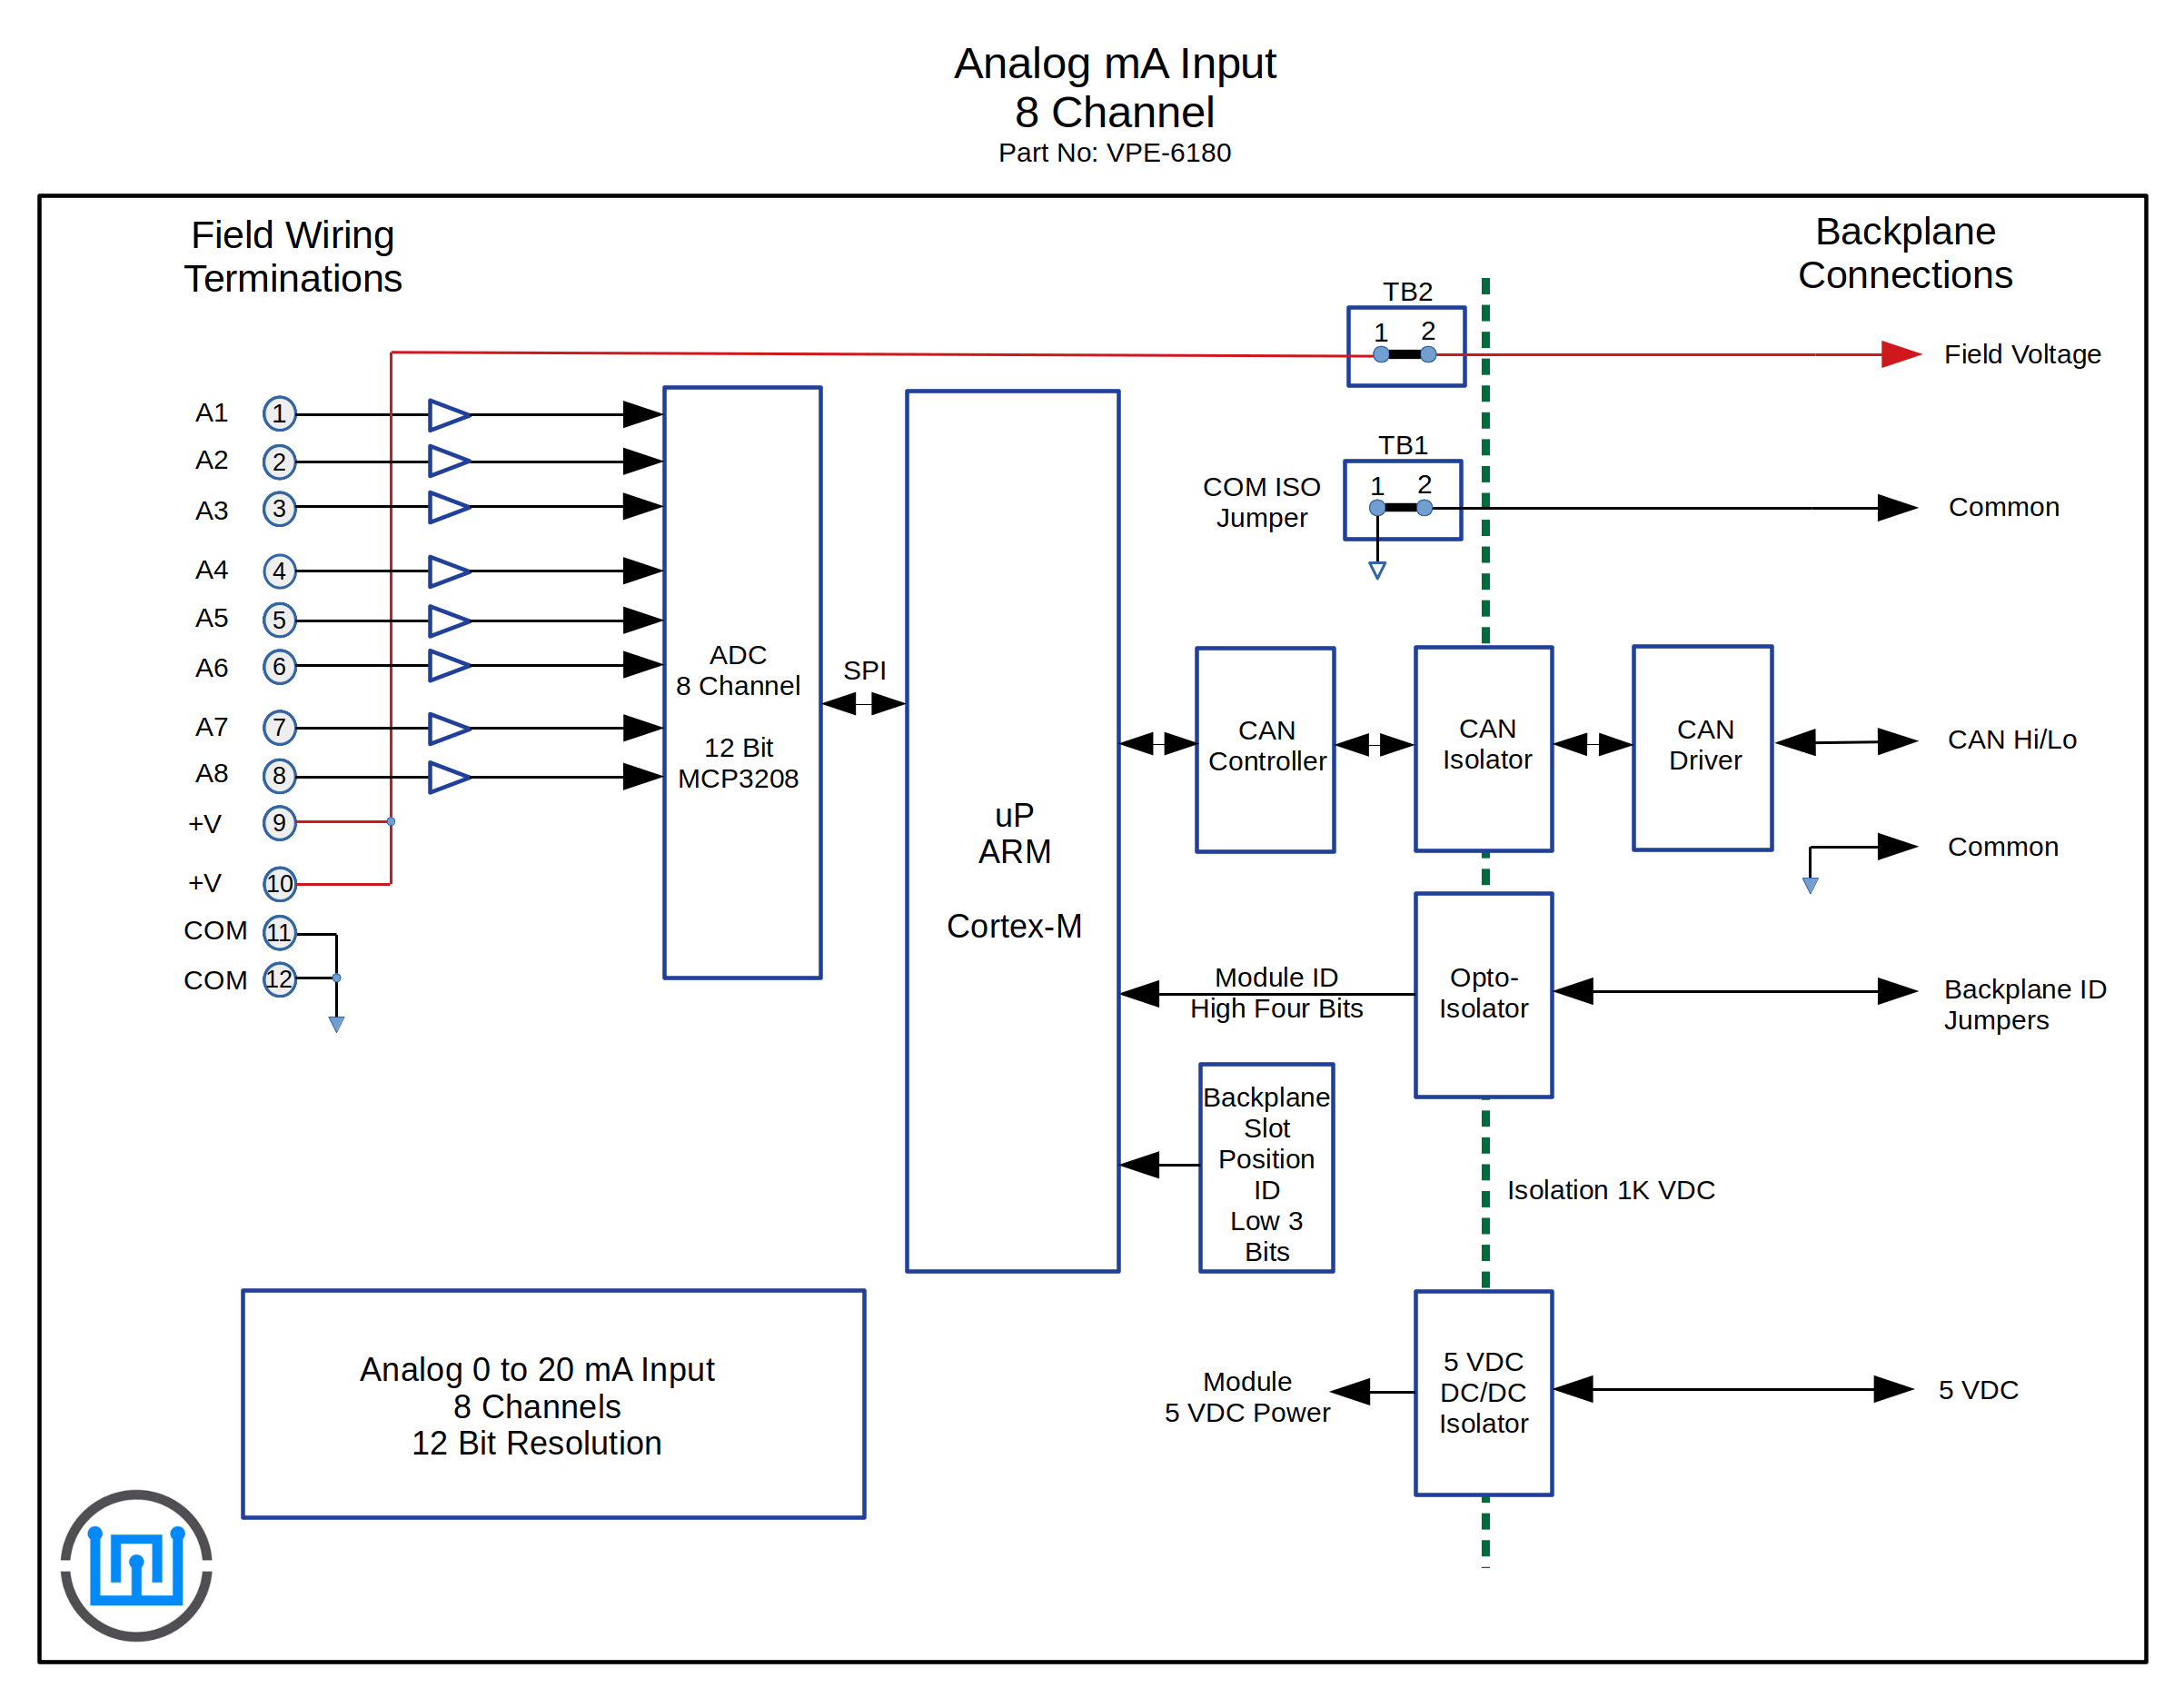 Analog mA Input
8 Channel
Part No: VPE-6180
Field Wiring
Terminations
Backplane
Connections
TB2
1 2
Field Voltage
A1 1
A2 2
A3 3
A4 4
A5 5
A6 6
A7 7
A8 8
+V 9
+V 10
COM 11
COM 12
ADC
8 Channel
12 Bit
MCP3208
SPI
uP
ARM
Cortex-M
TB1
COM ISO
Jumper
1 2
Common
CAN
Controller
CAN
Isolator
CAN
Driver
CAN Hi/Lo
Common
Module ID
High Four Bits
Opto-
Isolator
Backplane ID
Jumpers
Backplane
Slot
Position
ID
Low 3
Bits
Isolation 1K VDC
Module
5 VDC Power
5 VDC
DC/DC
Isolator
5 VDC
Analog 0 to 20 mA Input
8 Channels
12 Bit Resolution